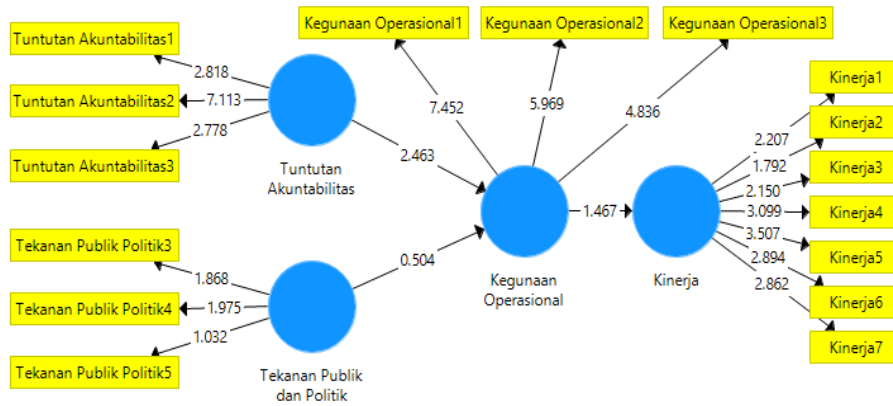 Kegunaan Operasional1
Kegunaan Operasional2
Kegunaan Operasional3
Tuntutan Akuntabilitas1
Tuntutan Akuntabilitas2
Tuntutan Akuntabilitas3
2.818
7.113
2.778
Tuntutan
Akuntabilitas
2.463
7.452
5.969
4.836
Tekanan Publik Politik3
Tekanan Publik Politik4
Tekanan Publik Politik5
1.868
1.975
1.032
Tekanan Publik
dan Politik
0.504
Kegunaan
Operasional
1.467
Kinerja
2.207
1.792
2.150
3.099
3.507
2.894
2.862
Kinerja1
Kinerja2
Kinerja3
Kinerja4
Kinerja5
Kinerja6
Kinerja7